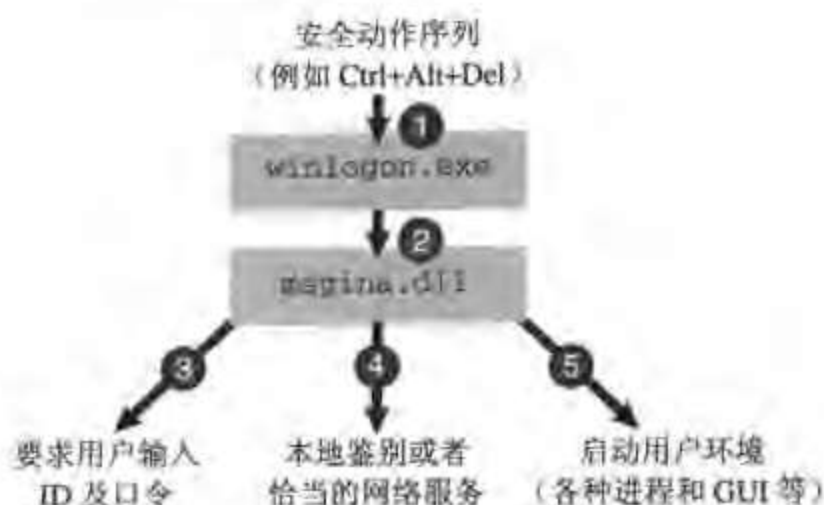 安全动作序列
（例如 Ctrl+Alt+Del）
1
winlogon.exe
2
msgina.dll
3
4
5
要求用户输入
ID 及口令
本地鉴别或者
恰当的网络服务
启动用户环境
（各种进程和 GUI 等）